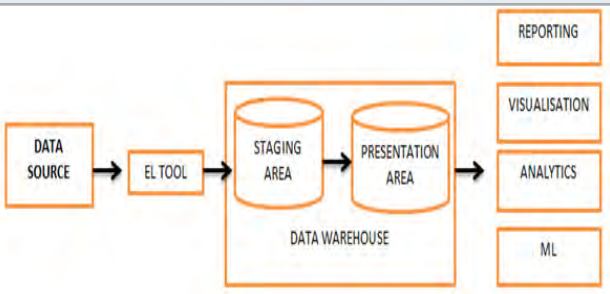 DATA
SOURCE
EL TOOL
STAGING
AREA
PRESENTATION
AREA
DATA WAREHOUSE
REPORTING
VISUALISATION
ANALYTICS
ML